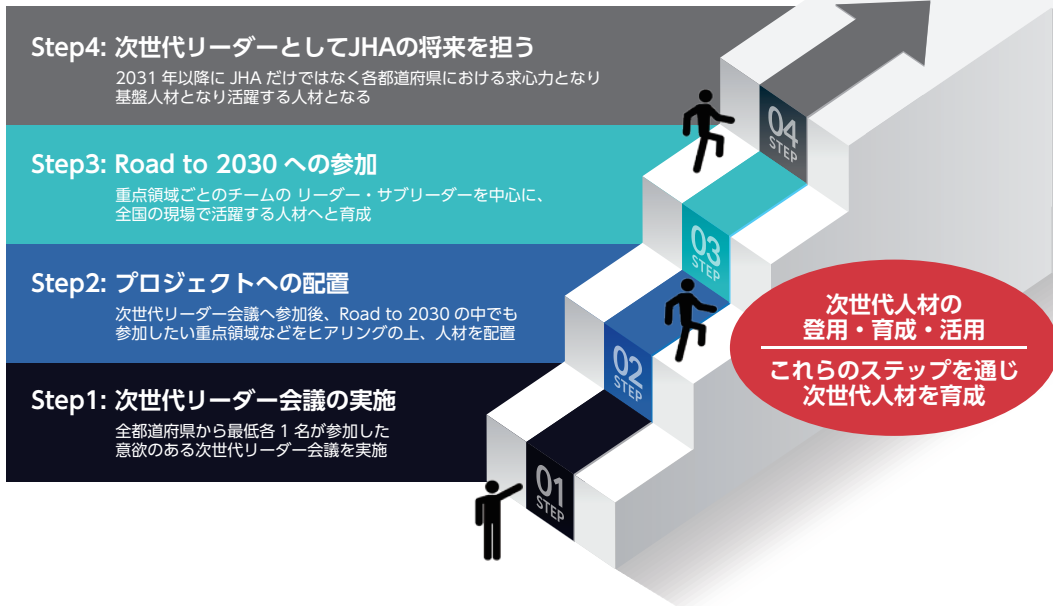 Step4: 次世代リーダーとしてJHAの将来を担う
2031年以降に JHA だけではなく各都道府県における求心力となり
基盤人材となり活躍する人材となる
Step3: Road to 2030 への参加
重点領域ごとのチームの リーダー・サブリーダーを中心に、
全国の現場で活躍する人材へと育成
Step2: プロジェクトへの配置
次世代リーダー会議へ参加後、Road to 2030 の中でも
参加したい重点領域などをヒアリングの上、人材を配置
Step1: 次世代リーダー会議の実施
全都道府県から最低各 1 名が参加した
意欲のある次世代リーダー会議を実施
04
STEP
03
STEP
02
STEP
01
STEP
次世代人材の
登用・育成・活用
これらのステップを通じ
次世代人材を育成